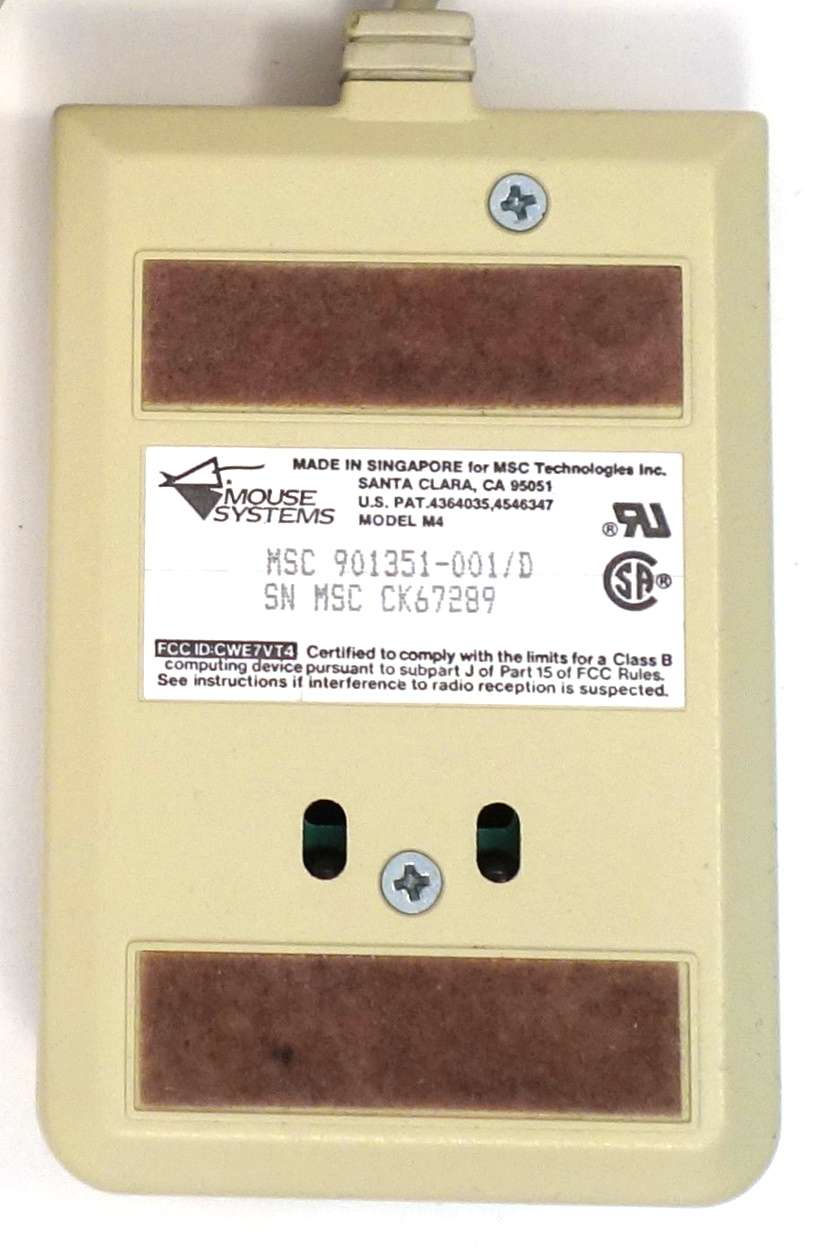 MOUSE
SYSTEMS
MADE IN SINGAPORE for MSC Technologies Inc.
SANTA CLARA, CA 95051
U.S. PAT.4364035,4546347
MODEL M4
® RU
SA®
MSC 901351-001/D
SN MSC CK67289
FCC ID:CWE7VT4 Certified to comply with the limits for a Class B
computing device pursuant to subpart J of Part 15 of FCC Rules.
See instructions if interference to radio reception is suspected.